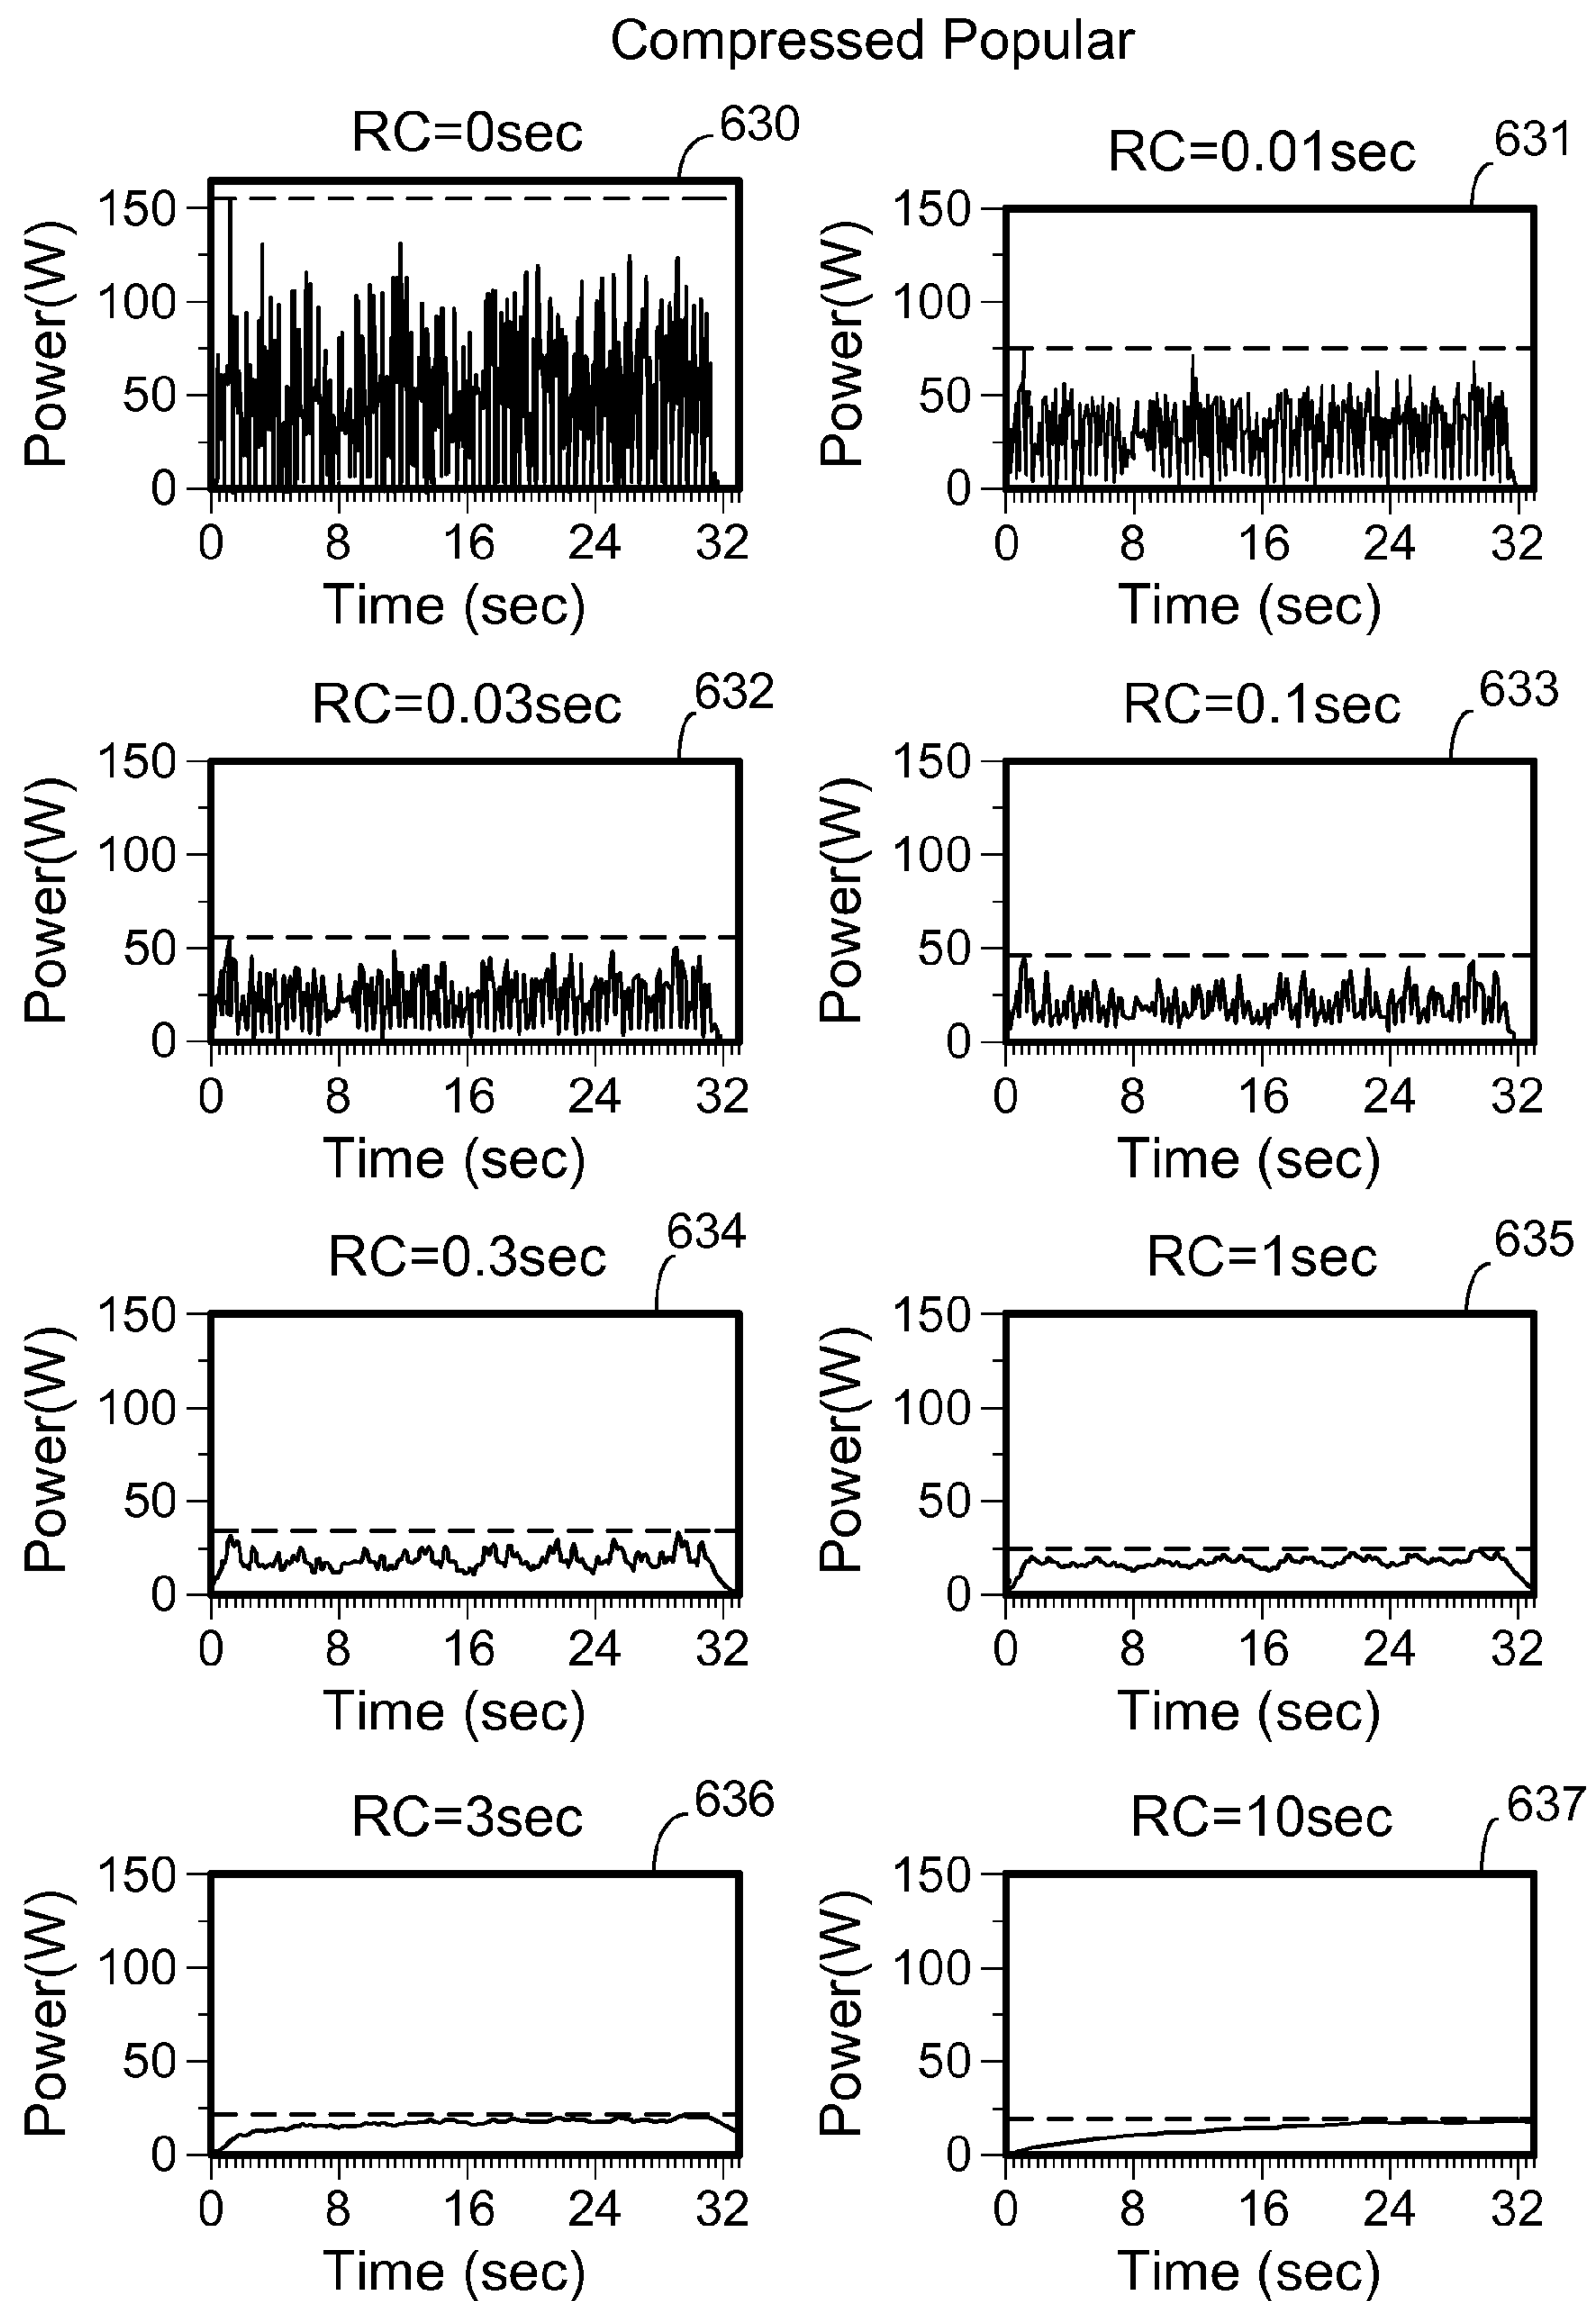 Compressed Popular
RC=0sec
630
150
100
50
0
Power(W)
0 8 16 24 32
Time (sec)
RC=0.01sec
631
150
100
50
0
Power(W)
0 8 16 24 32
Time (sec)
RC=0.03sec
632
150
100
50
0
Power(W)
0 8 16 24 32
Time (sec)
RC=0.1sec
633
150
100
50
0
Power(W)
0 8 16 24 32
Time (sec)
RC=0.3sec
634
150
100
50
0
Power(W)
0 8 16 24 32
Time (sec)
RC=1sec
635
150
100
50
0
Power(W)
0 8 16 24 32
Time (sec)
RC=3sec
636
150
100
50
0
Power(W)
0 8 16 24 32
Time (sec)
RC=10sec
637
150
100
50
0
Power(W)
0 8 16 24 32
Time (sec)